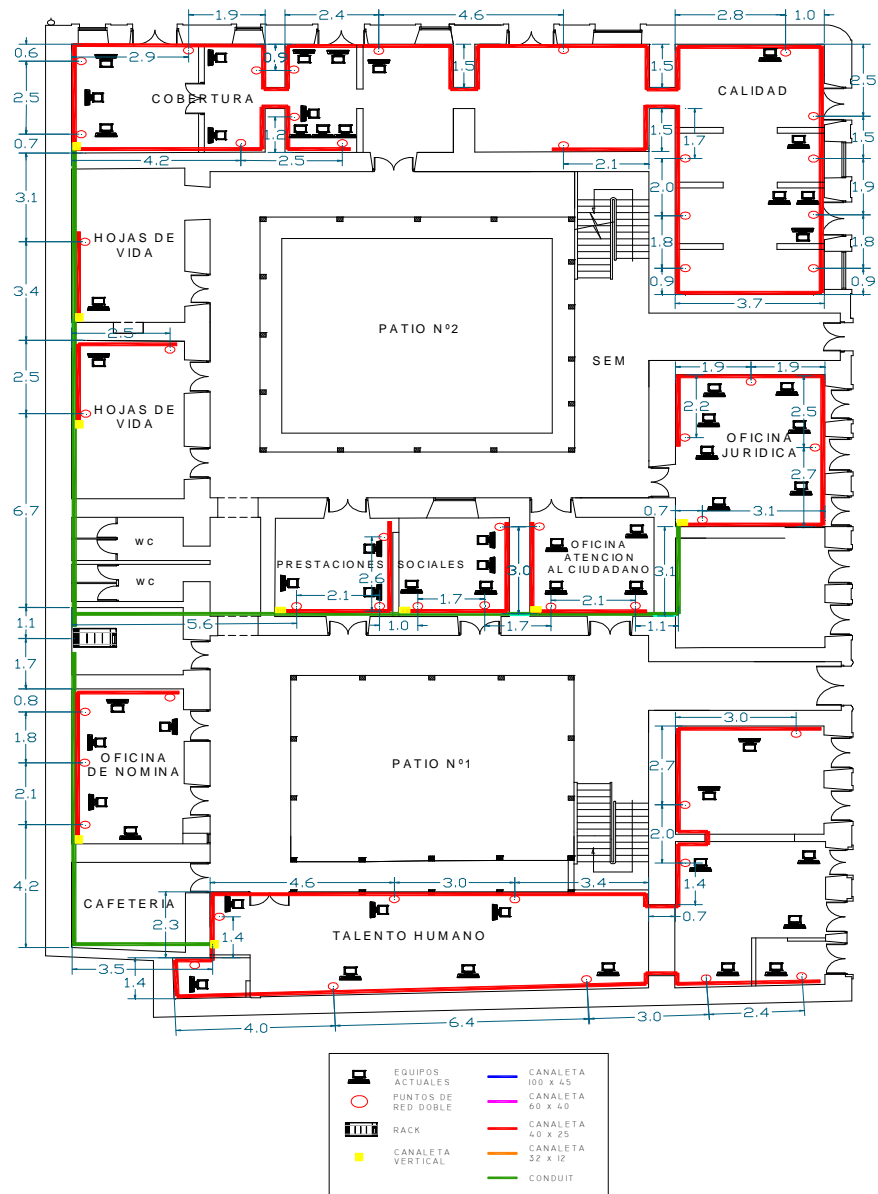 1.9
2.4
4.6
2.8
1.0
0.6
2.9
0.9
1.5
1.5
2.5
2.5
COBERTURA
CALIDAD
0.7
1.2
1.5
1.7
1.5
4.2
2.5
2.1
3.1
2.0
1.9
HOJAS DE
VIDA
1.8
1.8
3.4
0.9
0.9
3.7
2.5
PATIO Nº2
SEM
2.5
1.9
1.9
2.2
2.5
HOJAS DE
VIDA
OFICINA
JURIDICA
2.7
6.7
0.7
3.1
WC
OFICINA
ATENCION
AL CIUDADANO
PRESTACIONES SOCIALES
3.0
3.1
WC
2.6
2.1
1.7
2.1
1.1
5.6
1.0
1.7
1.1
1.7
0.8
3.0
1.8
2.7
OFICINA
DE NOMINA
PATIO Nº1
2.1
2.0
4.2
4.6
3.0
3.4
1.4
CAFETERIA
2.3
1.4
0.7
TALENTO HUMANO
3.5
1.4
4.0
6.4
3.0
2.4
EQUIPOS
ACTUALES
PUNTOS DE
RED DOBLE
RACK
CANALETA
VERTICAL
CANALETA
100 x 45
CANALETA
60 x 40
CANALETA
40 x 25
CANALETA
32 x 12
CONDUIT